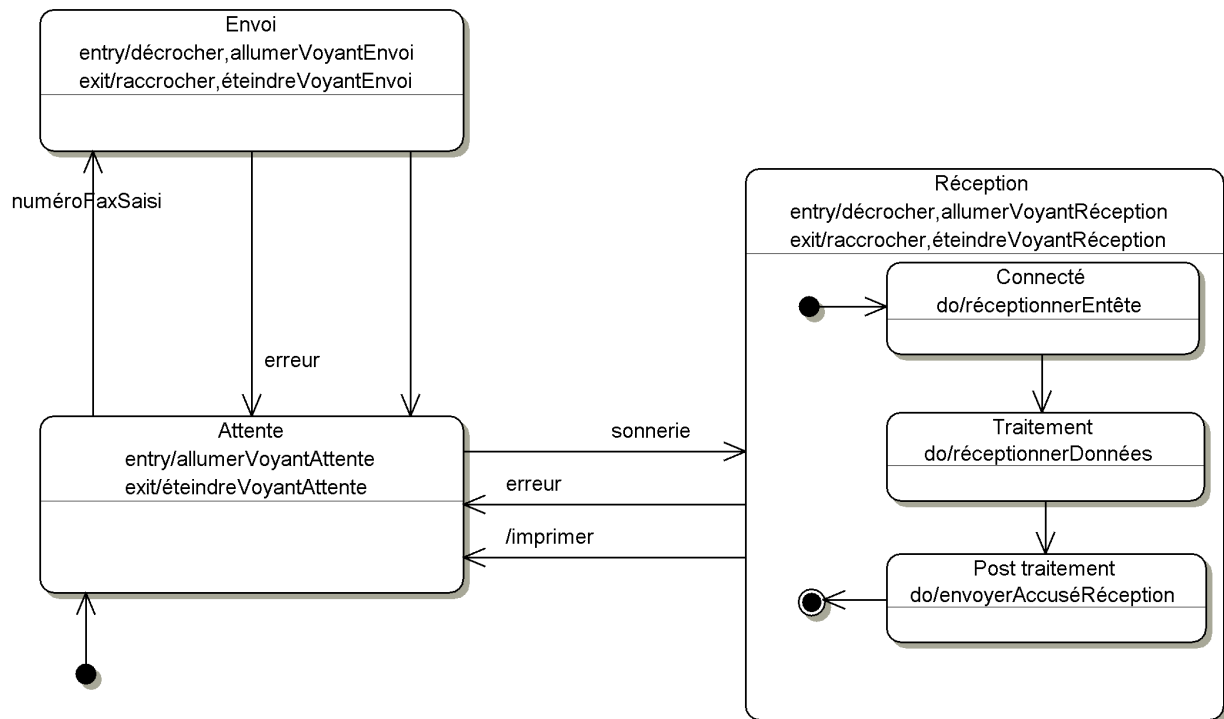 Envoi
entry/décrocher,allumerVoyantEnvoi
exit/raccrocher,éteindreVoyantEnvoi
numéroFaxSaisi
erreur
Attente
entry/allumerVoyantAttente
exit/éteindreVoyantAttente
sonnerie
erreur
/imprimer
Réception
entry/décrocher,allumerVoyantRéception
exit/raccrocher,éteindreVoyantRéception
Connecté
do/réceptionnerEntête
Traitement
do/réceptionnerDonnées
Post traitement
do/envoyerAccuséRéception